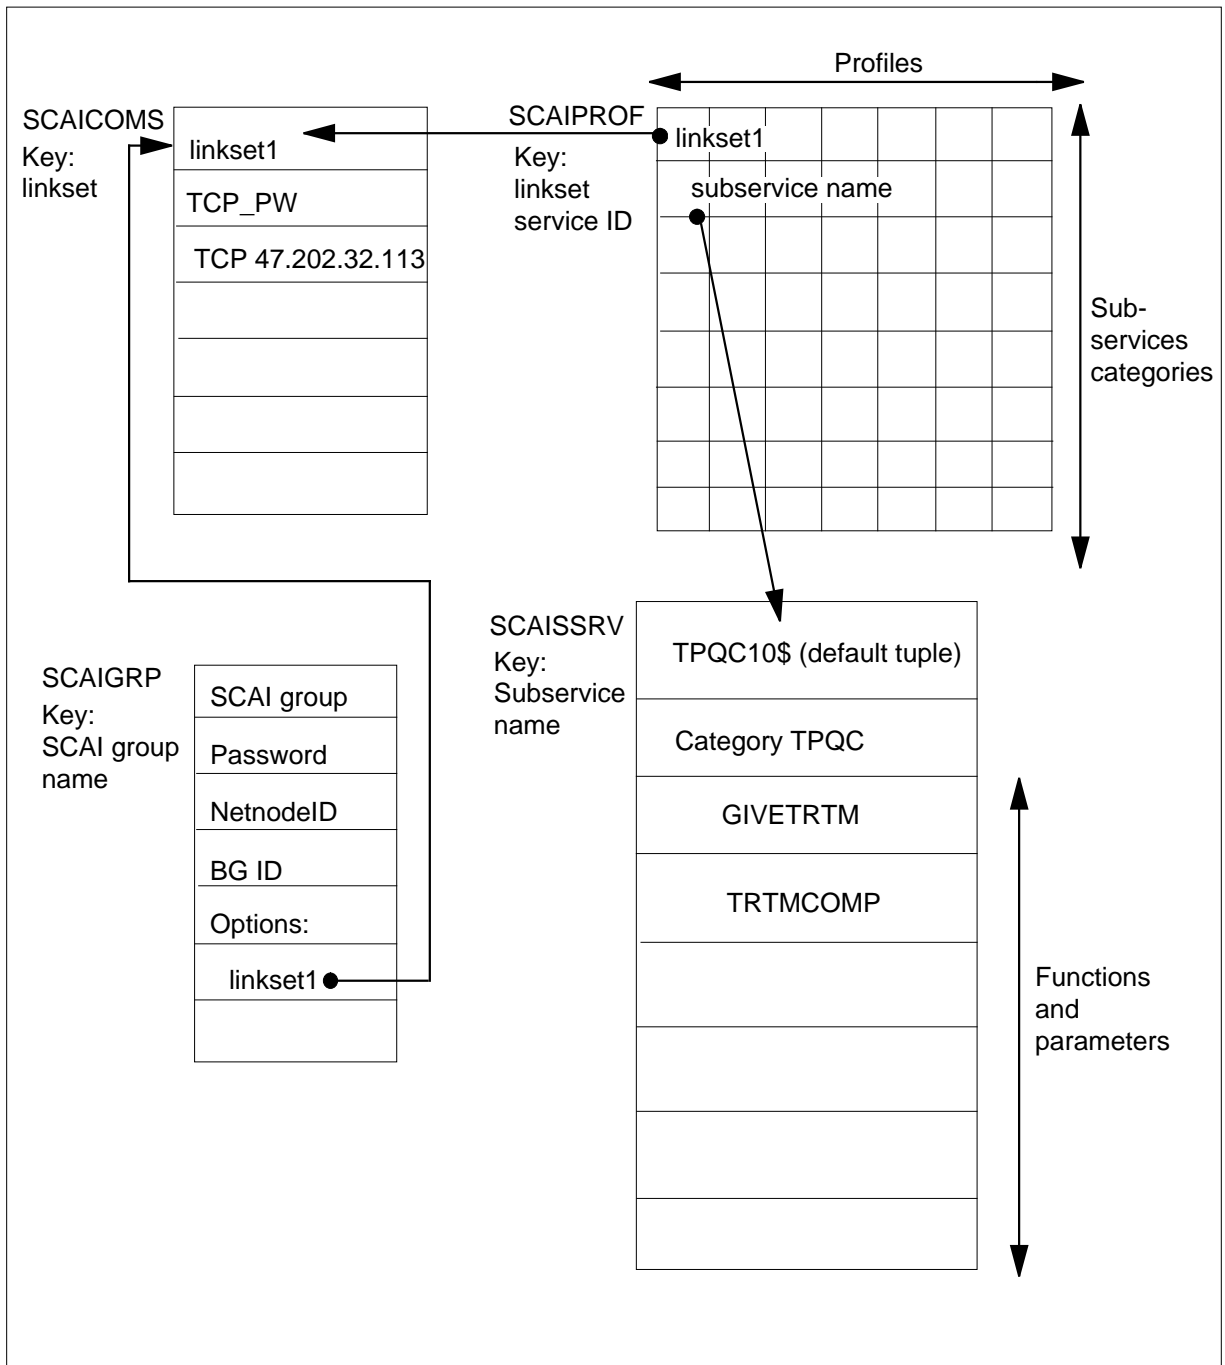 Profiles
SCAICOMS
Key:
linkset
linkset1
TCP_PW
TCP 47.202.32.113
SCAIPROF
Key:
linkset
service ID
linkset1
subservice name
Sub-
services
categories
SCAIGRP
Key:
SCAI group
name
SCAI group
Password
NetnodeID
BG ID
Options:
linkset1
SCAISSRV
Key:
Subservice
name
TPQC10$ (default tuple)
Category TPQC
GIVETRTM
TRTMCOMP
Functions
and
parameters